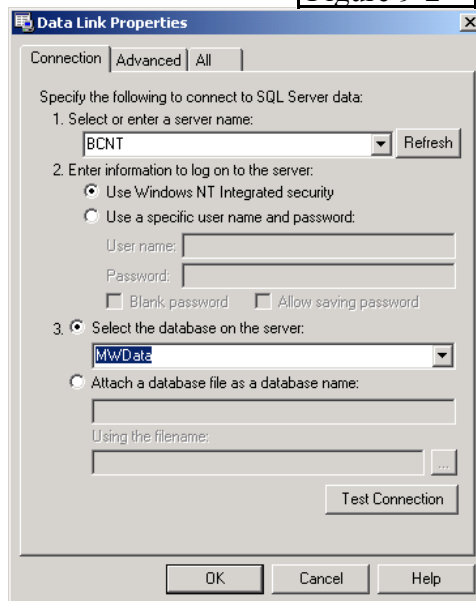 Data Link Properties
Connection Advanced All
Specify the following to connect to SQL Server data:
1. Select or enter a server name:
BCNT Refresh
2. Enter information to log on to the server:
Use Windows NT Integrated security
Use a specific user name and password:
User name:
Password:
Blank password Allow saving password
3. Select the database on the server:
MWData
Attach a database file as a database name:
Using the filename:
...
Test Connection
OK Cancel Help